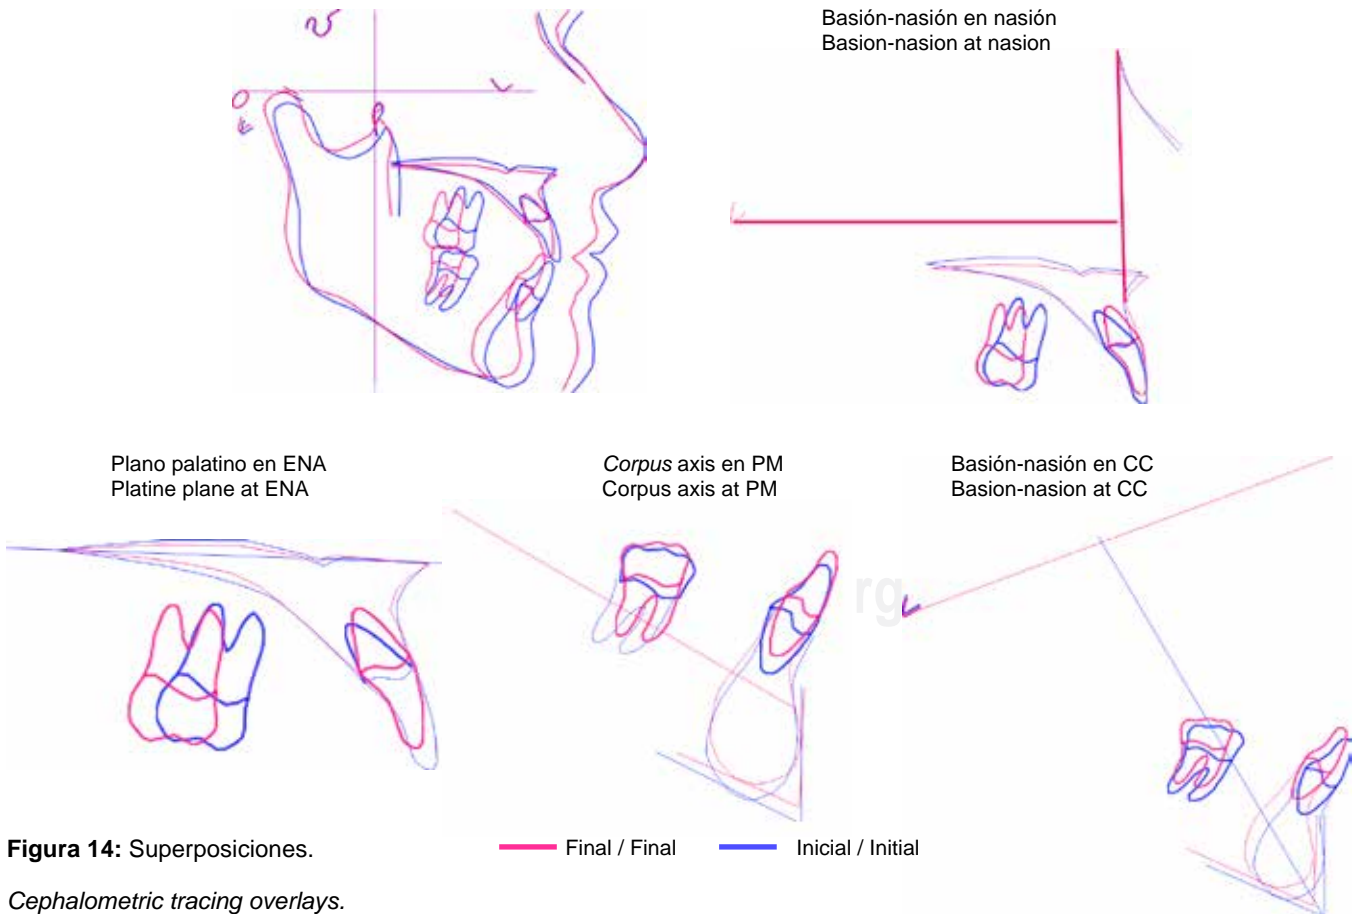 Basión-nasión en nasión
Basion-nasion at nasion
Plano palatino en ENA
Platine plane at ENA
Corpus axis en PM
Corpus axis at PM
Basión-nasión en CC
Basion-nasion at CC
rg
Final / Final
Inicial / Initial
Figura 14: Superposiciones.
Cephalometric tracing overlays.